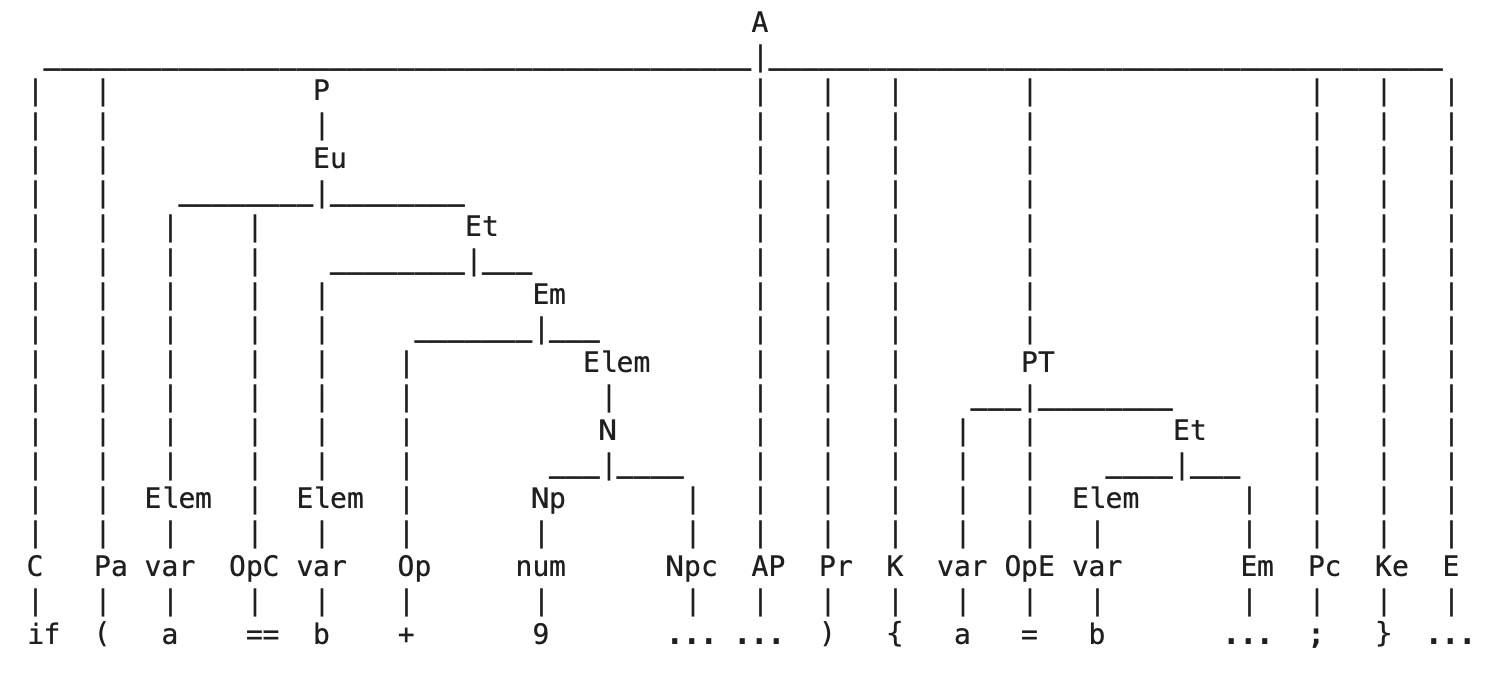 A
P
Eu
Et
Em
Elem
PT
N
Et
Elem Elem Np Elem
C Pa var OpC var Op num Npc AP Pr K var OpE var Em Pc Ke E
if ( a == b + 9 ... ... ) { a = b ... ; } ...